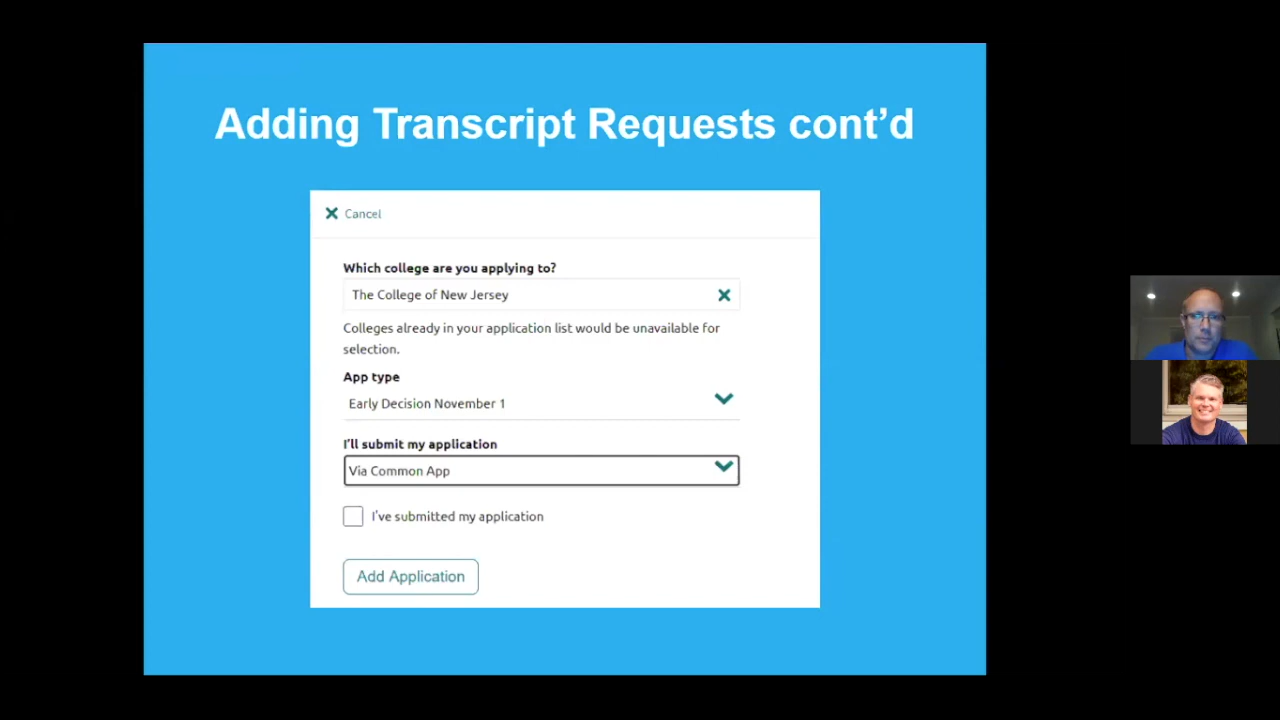 Adding Transcript Requests cont’d
Cancel
Which college are you applying to?
The College of New Jersey
Colleges already in your application list would be unavailable for
selection.
App type
Early Decision November 1
I'll submit my application
Via Common App
I've submitted my application
Add Application